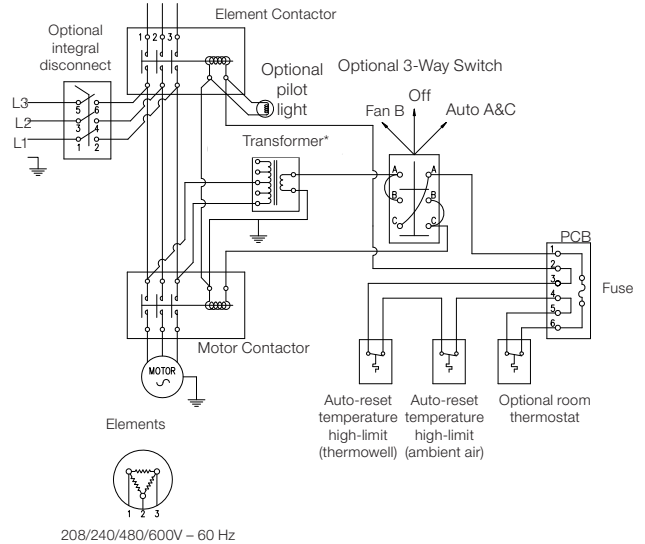 Element Contactor
Optional
integral
disconnect
1 2 3
Optional
pilot
light
Optional 3-Way Switch
Off
Fan B
Auto A&C
L3
L2
L1
5 6
3 4
1 2
Transformer*
A A
B B
C C
PCB
1
2
3
4
5
6
Fuse
Motor Contactor
MOTOR
Auto-reset
temperature
high-limit
(thermowell)
Auto-reset
temperature
high-limit
(ambient air)
Optional room
thermostat
Elements
1 2 3
208/240/480/600V – 60 Hz